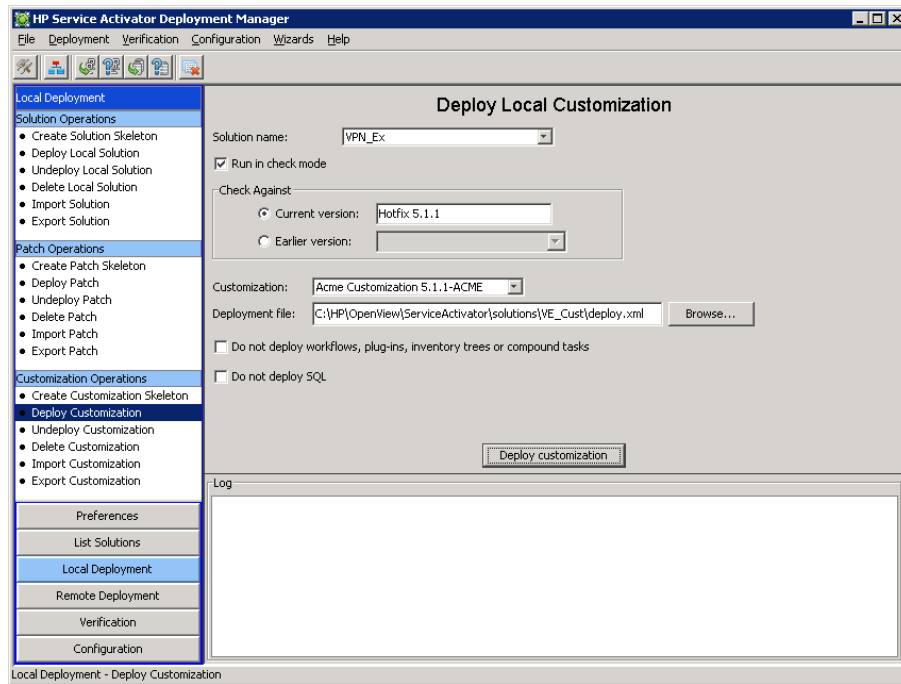 HP Service Activator Deployment Manager
File Deployment Verification Configuration Wizards Help
Local Deployment
Solution Operations
• Create Solution Skeleton
• Deploy Local Solution
• Undeploy Local Solution
• Delete Local Solution
• Import Solution
• Export Solution
Patch Operations
• Create Patch Skeleton
• Deploy Patch
• Undeploy Patch
• Delete Patch
• Import Patch
• Export Patch
Customization Operations
• Create Customization Skeleton
• Deploy Customization
• Undeploy Customization
• Delete Customization
• Import Customization
• Export Customization
Preferences
List Solutions
Local Deployment
Remote Deployment
Verification
Configuration
Deploy Local Customization
Solution name: VPN_Ex
Run in check mode
Check Against
Current version: Hotfix 5.1.1
Earlier version:
Customization: Acme Customization 5.1.1-ACME
Deployment file: C:\HP\OpenView\ServiceActivator\solutions\VE_Cust\deploy.xml Browse...
Do not deploy workflows, plug-ins, inventory trees or compound tasks
Do not deploy SQL
Deploy customization
Log
Local Deployment - Deploy Customization